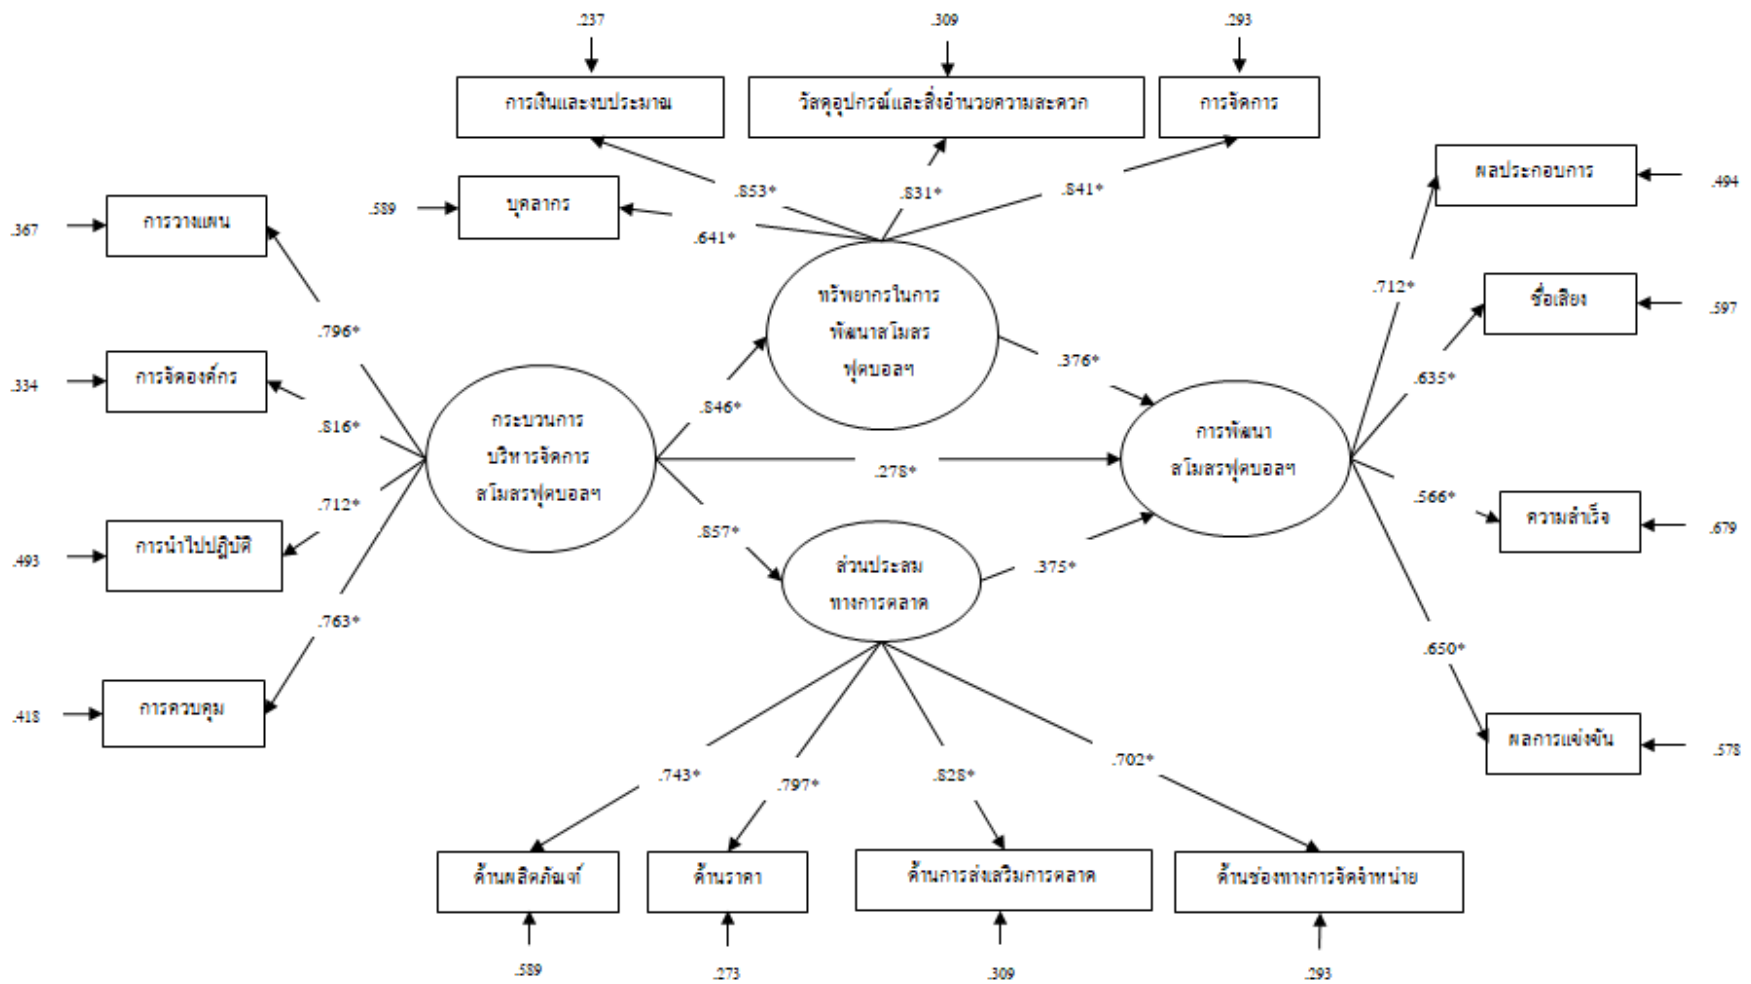 .237
.309
.293
การเงินและงบประมาณ
วัสดุอุปกรณ์และสิ่งอำนวยความสะดวก
การจัดการ
ผลประกอบการ
.494
.853*
.831*
.841*
.589
บุคลากร
.641*
.367
การวางแผน
ทรัพยากรในการ
พัฒนาสโมสร
ฟุตบอลฯ
.712*
ชื่อเสียง
.597
.796*
.376*
.635*
.334
การจัดองค์กร
.846*
.816*
กระบวนการ
บริหารจัดการ
สโมสรฟุตบอลฯ
.278*
การพัฒนา
สโมสรฟุตบอลฯ
.712*
.566*
ความสำเร็จ
.679
.493
การนำไปปฏิบัติ
.857*
ส่วนประสม
ทางการตลาด
.375*
.763*
.650*
.418
การควบคุม
ผลการแข่งขัน
.578
.743*
.797*
.828*
.702*
ด้านผลิตภัณฑ์
ด้านราคา
ด้านการส่งเสริมการตลาด
ด้านช่องทางการจัดจำหน่าย
.589
.273
.309
.293